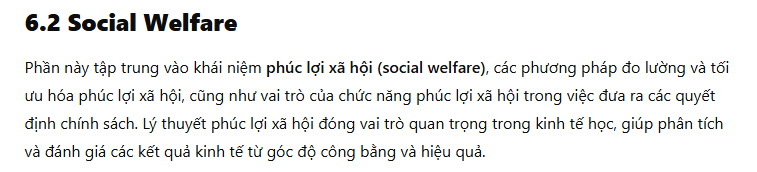 6.2 Social Welfare
Phần này tập trung vào khái niệm phúc lợi xã hội (social welfare), các phương pháp đo lường và tối
ưu hóa phúc lợi xã hội, cũng như vai trò của chức năng phúc lợi xã hội trong việc đưa ra các quyết
định chính sách. Lý thuyết phúc lợi xã hội đóng vai trò quan trọng trong kinh tế học, giúp phân tích
và đánh giá các kết quả kinh tế từ góc độ công bằng và hiệu quả.